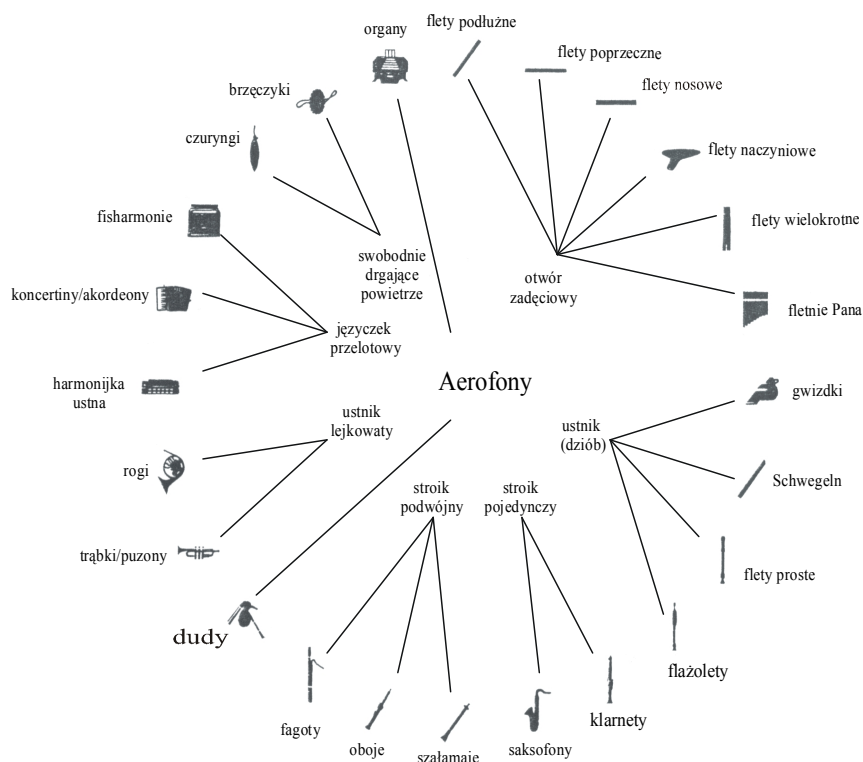 organy
flety podłużne
flety poprzeczne
brzęczyki
flety nosowe
czuryngi
flety naczyniowe
fisharmonie
flety wielokrotne
swobodnie
drgające
powietrze
otwór
zadęciowy
koncertiny/akordeony
fletnie Pana
języczek
przelotowy
Aerofony
harmonijka
ustna
gwizdki
ustnik
lejkowaty
ustnik
(dziób)
rogi
Schwegeln
stroik
podwójny
stroik
pojedynczy
trąbki/puzony
flety proste
dudy
flażolety
fagoty
oboje
szałamaje
saksofony
klarnety